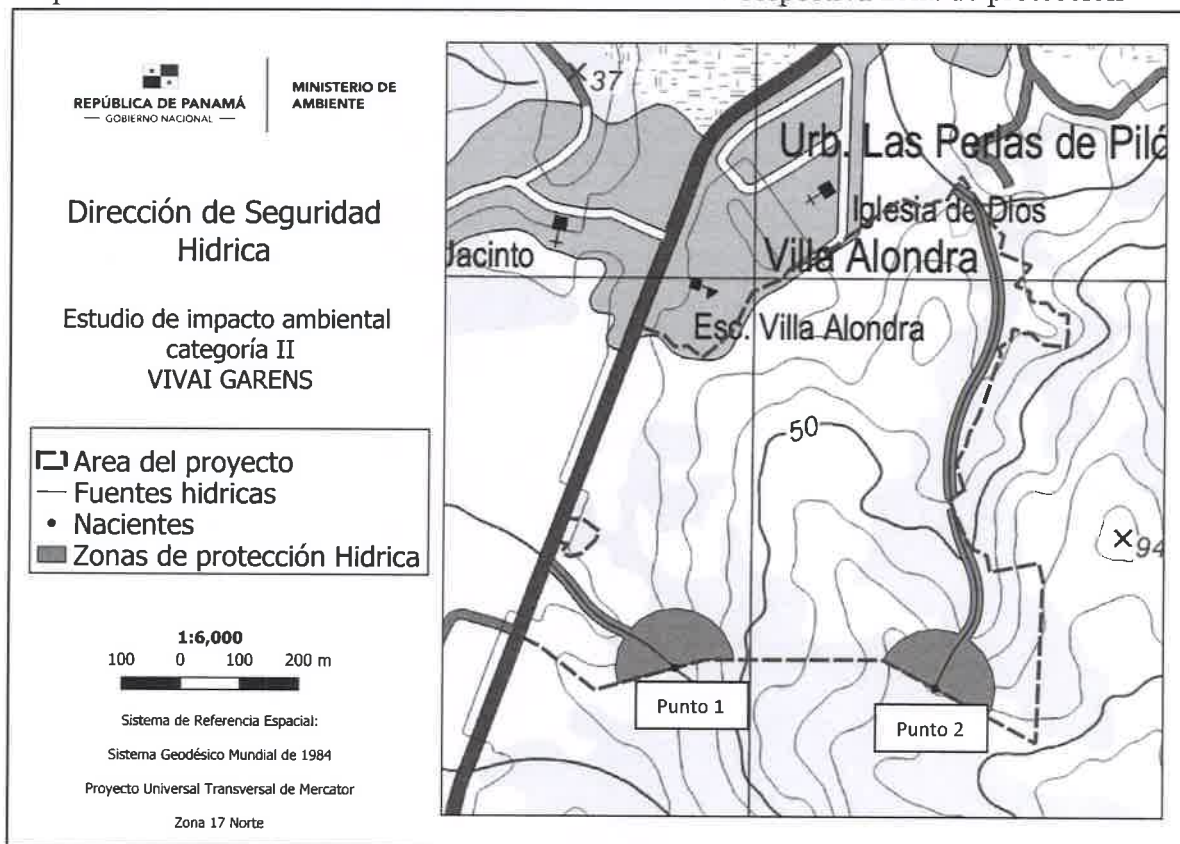 REPÚBLICA DE PANAMÁ
— GOBIERNO NACIONAL —
MINISTERIO DE
AMBIENTE
Dirección de Seguridad
Hidrica
Estudio de impacto ambiental
categoría II
VIVAI GARENS
Area del proyecto
Fuentes hidricas
Nacientes
Zonas de protección Hidrica
1:6,000
100 0 100 200 m
Sistema de Referencia Espacial:
Sistema Geodésico Mundial de 1984
Proyecto Universal Transversal de Mercator
Zona 17 Norte
37
Urb. Las Perlas de Piló
Iglesia de Dios
Jacinto
Villa Alondra
Esc. Villa Alondra
50
94
Punto 1
Punto 2